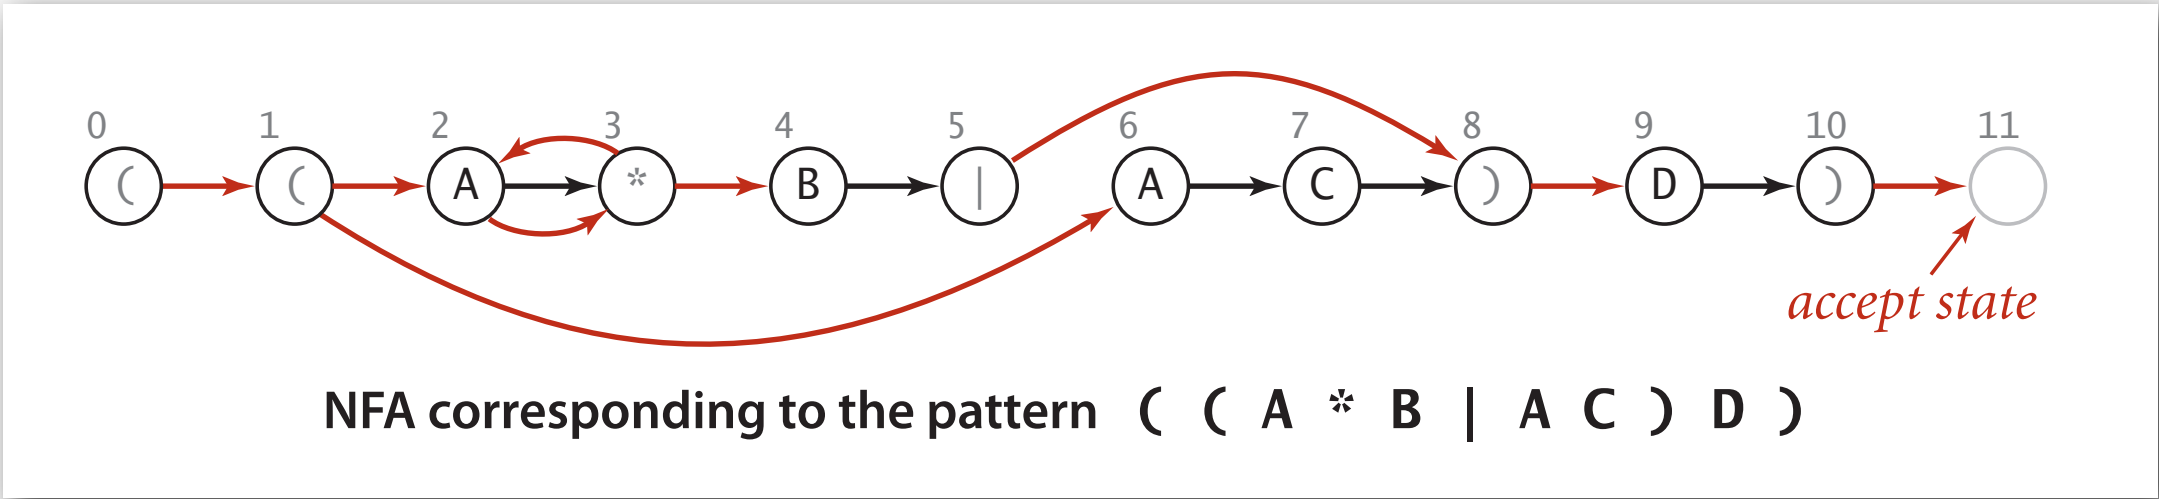 0 1 2 3 4 5 6 7 8 9 10 11
( ( A * B | A C ) D )
accept state
NFA corresponding to the pattern ( ( A * B | A C ) D )